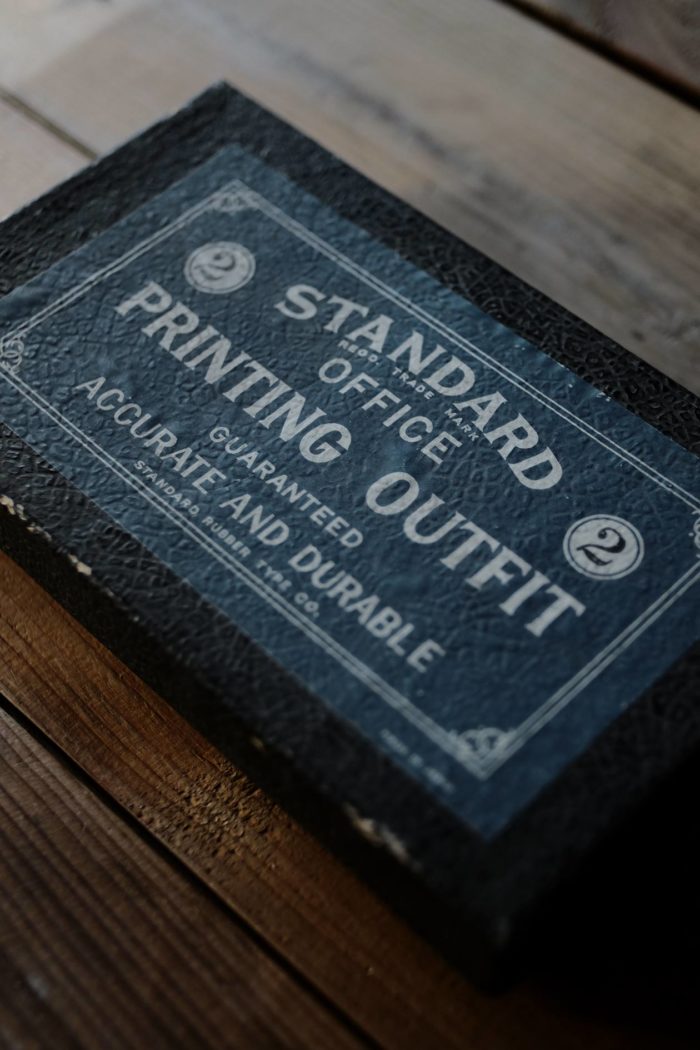 2 STANDARD 2
REGD. TRADE MARK
OFFICE
PRINTING OUTFIT
GUARANTEED
ACCURATE AND DURABLE
STANDARD RUBBER TYPE CO.